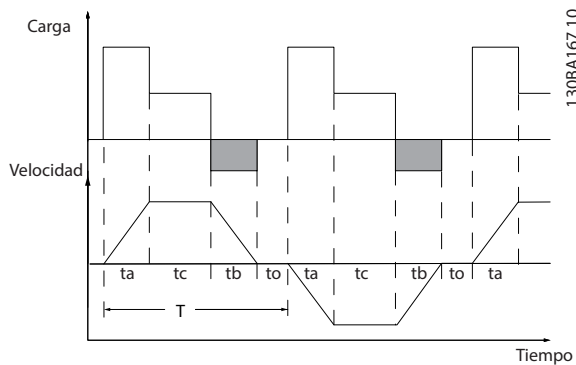 Carga
130BA167.10
Velocidad
ta tc tb to ta tc tb to ta
T
Tiempo